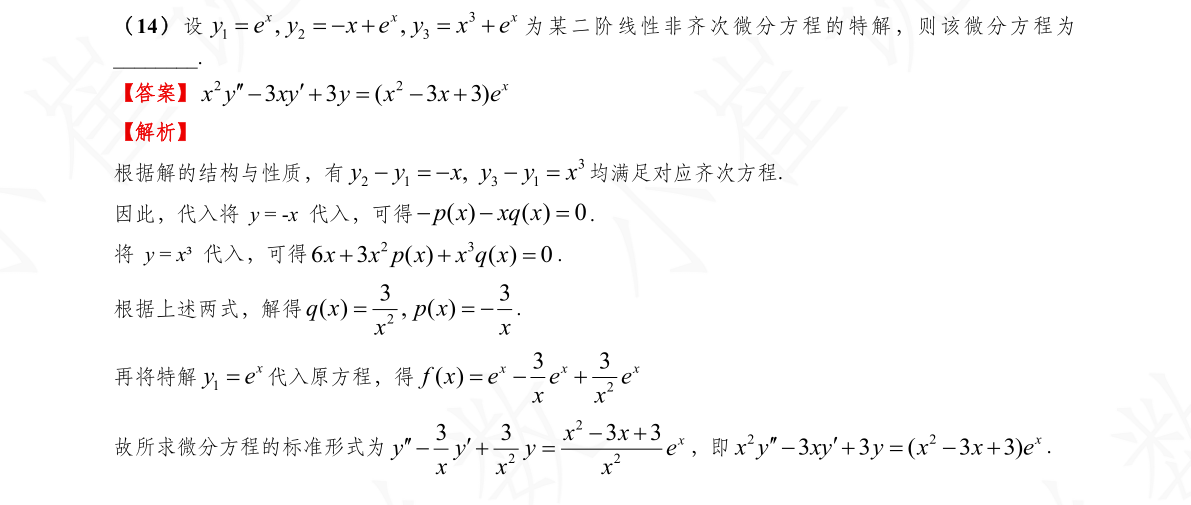 （14）设 y₁ = eˣ, y₂ = −x + eˣ, y₃ = x³ + eˣ 为某二阶线性非齐次微分方程的特解，则该微分方程为
________.
【答案】 x²y″ − 3xy′ + 3y = (x² − 3x + 3)eˣ
【解析】
根据解的结构与性质，有 y₂ − y₁ = −x, y₃ − y₁ = x³ 均满足对应齐次方程.
因此，代入将 y = -x 代入，可得 −p(x) − xq(x) = 0 .
将 y = x³ 代入，可得 6x + 3x²p(x) + x³q(x) = 0 .
根据上述两式，解得 q(x) = 3/x², p(x) = −3/x .
再将特解 y₁ = eˣ 代入原方程，得 f(x) = eˣ − 3/x eˣ + 3/x² eˣ
故所求微分方程的标准形式为 y″ − 3/x y′ + 3/x² y = (x² − 3x + 3)/x² eˣ ，即 x²y″ − 3xy′ + 3y = (x² − 3x + 3)eˣ .